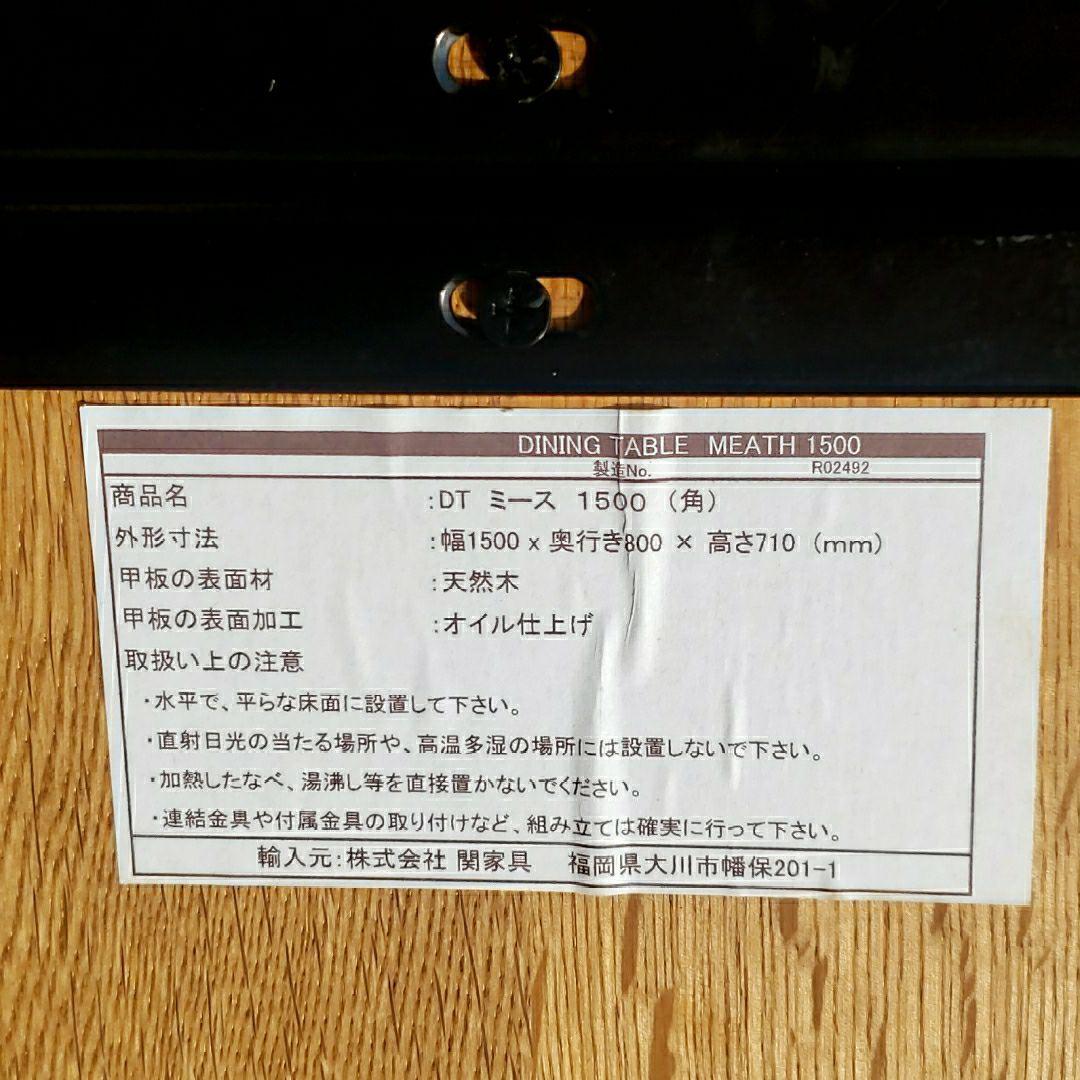 DINING TABLE MEATH 1500
製造No. R02492
商品名 :DT ミース 1500 (角)
外形寸法 :幅1500 x 奥行き800 × 高さ710 (mm)
甲板の表面材 :天然木
甲板の表面加工 :オイル仕上げ
取扱い上の注意
・水平で、平らな床面に設置して下さい。
・直射日光の当たる場所や、高温多湿の場所には設置しないで下さい。
・加熱したなべ、湯沸し等を直接置かないでください。
・連結金具や付属金具の取り付けなど、組み立ては確実に行って下さい。
輸入元:株式会社 関家具 福岡県大川市幡保201-1